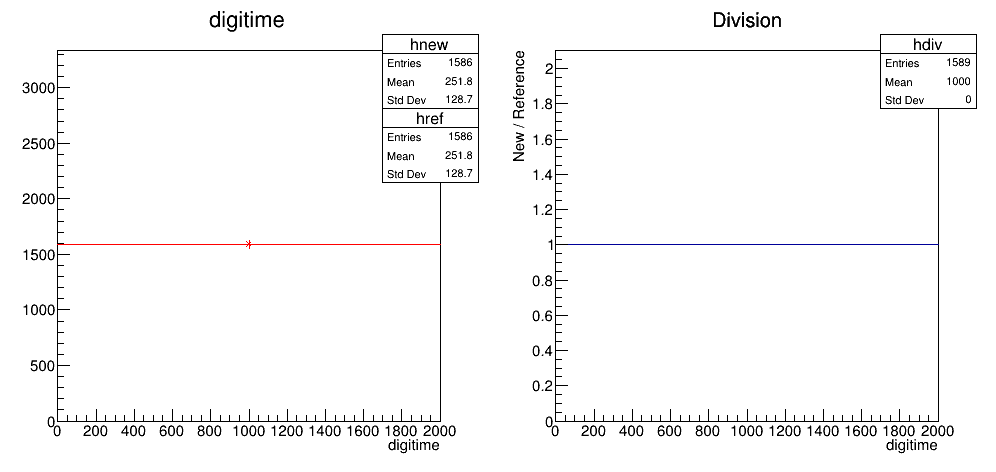 digitime
hnew
Entries 1586
Mean 251.8
Std Dev 128.7
href
Entries 1586
Mean 251.8
Std Dev 128.7
3000
2500
2000
1500
1000
500
0
0 200 400 600 800 1000 1200 1400 1600 1800 2000
digitime
Division
hdiv
Entries 1589
Mean 1000
Std Dev 0
New / Reference
2
1.8
1.6
1.4
1.2
1
0.8
0.6
0.4
0.2
0
0 200 400 600 800 1000 1200 1400 1600 1800 2000
digitime